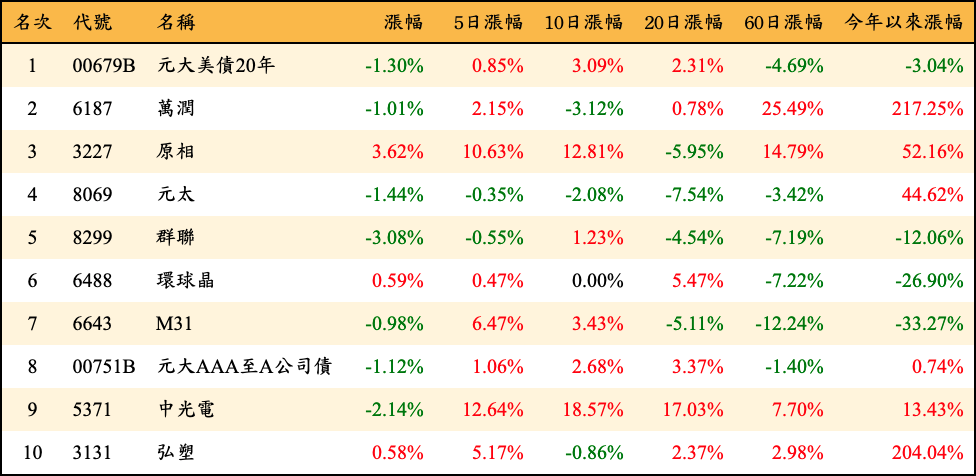 名次 代號 名稱 漲幅 5日漲幅 10日漲幅 20日漲幅 60日漲幅 今年以來漲幅
1 00679B 元大美債20年 -1.30% 0.85% 3.09% 2.31% -4.69% -3.04%
2 6187 萬潤 -1.01% 2.15% -3.12% 0.78% 25.49% 217.25%
3 3227 原相 3.62% 10.63% 12.81% -5.95% 14.79% 52.16%
4 8069 元太 -1.44% -0.35% -2.08% -7.54% -3.42% 44.62%
5 8299 群聯 -3.08% -0.55% 1.23% -4.54% -7.19% -12.06%
6 6488 環球晶 0.59% 0.47% 0.00% 5.47% -7.22% -26.90%
7 6643 M31 -0.98% 6.47% 3.43% -5.11% -12.24% -33.27%
8 00751B 元大AAA至A公司債 -1.12% 1.06% 2.68% 3.37% -1.40% 0.74%
9 5371 中光電 -2.14% 12.64% 18.57% 17.03% 7.70% 13.43%
10 3131 弘塑 0.58% 5.17% -0.86% 2.37% 2.98% 204.04%